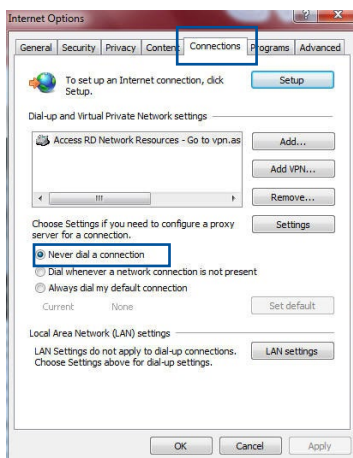 Internet Options
General Security Privacy Content Connections Programs Advanced
To set up an Internet connection, click
Setup.
Setup
Dial-up and Virtual Private Network settings
Access RD Network Resources - Go to vpn.as
Add...
Add VPN...
Remove...
Choose Settings if you need to configure a proxy
server for a connection.
Settings
Never dial a connection
Dial whenever a network connection is not present
Always dial my default connection
Current None
Set default
Local Area Network (LAN) settings
LAN Settings do not apply to dial-up connections.
Choose Settings above for dial-up settings.
LAN settings
OK Cancel Apply